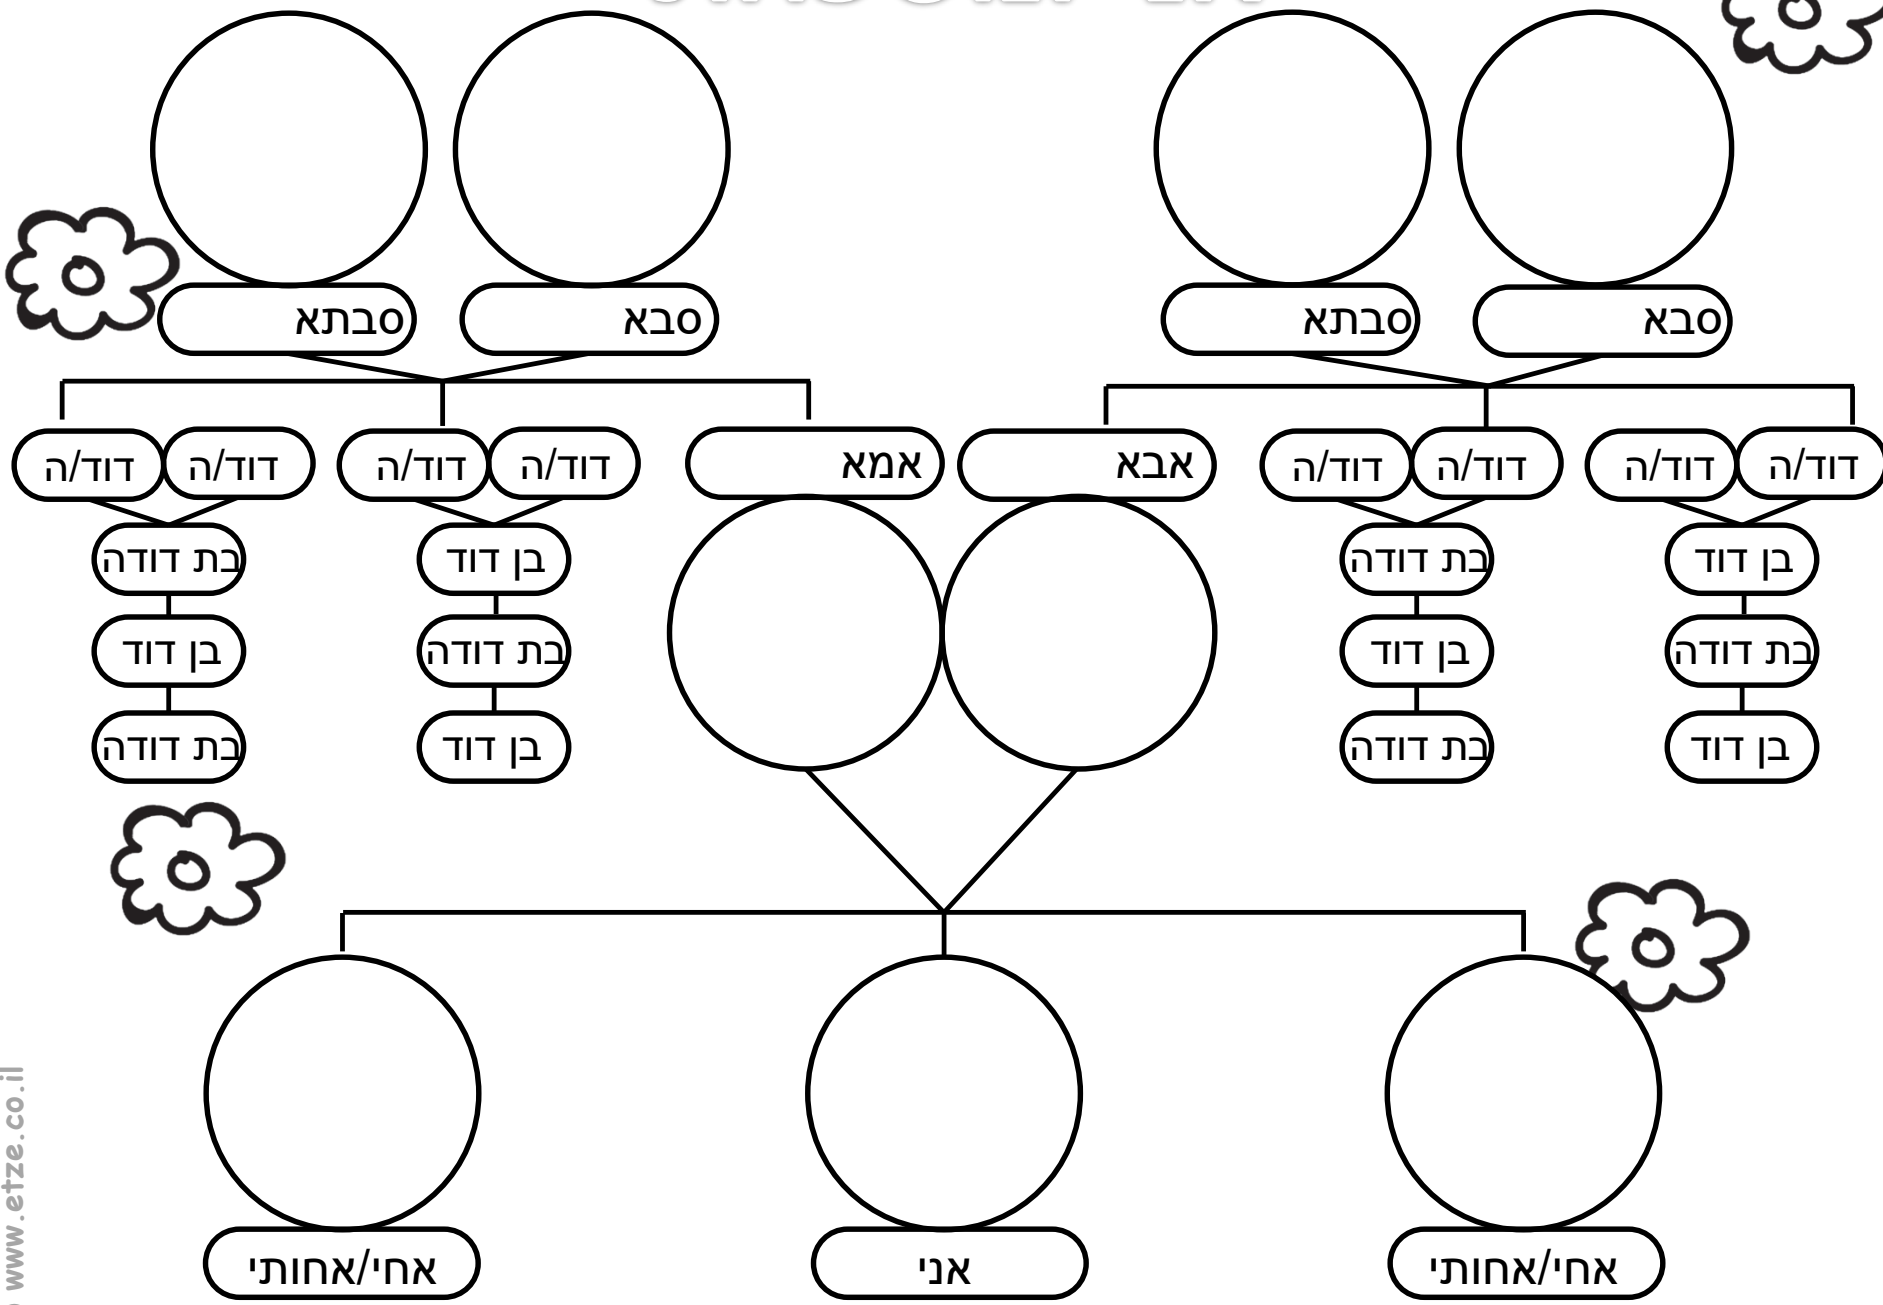 סבא סבתא סבא סבתא
דוד/ה דוד/ה דוד/ה דוד/ה אבא אמא דוד/ה דוד/ה דוד/ה דוד/ה
בן דוד בת דודה בן דוד בת דודה
בת דודה בן דוד בת דודה בן דוד
בן דוד בת דודה בן דוד בת דודה
אחי/אחותי אני אחי/אחותי
www.etze.co.il